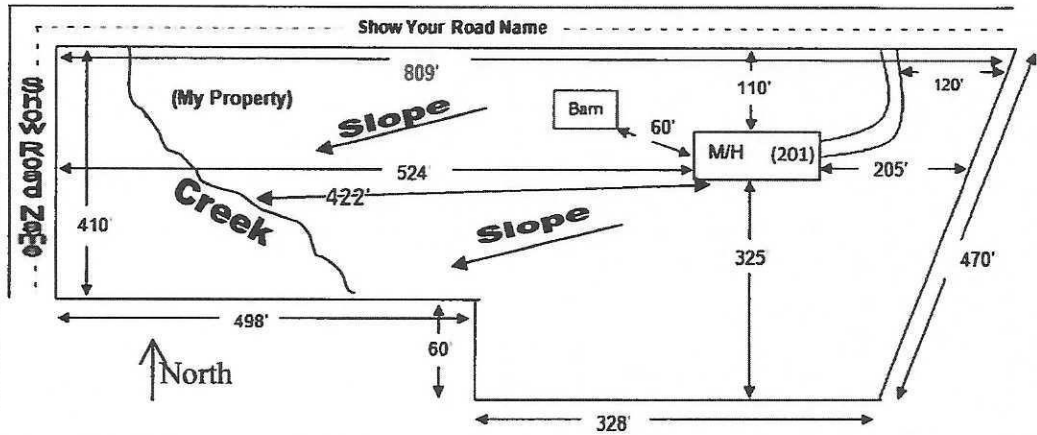 Show Your Road Name
Show Road Name
809'
(My Property)
Slope
110'
120'
Barn
60'
M/H (201)
524'
205'
422'
Creek
410'
Slope
325
470'
498'
60'
North
328'